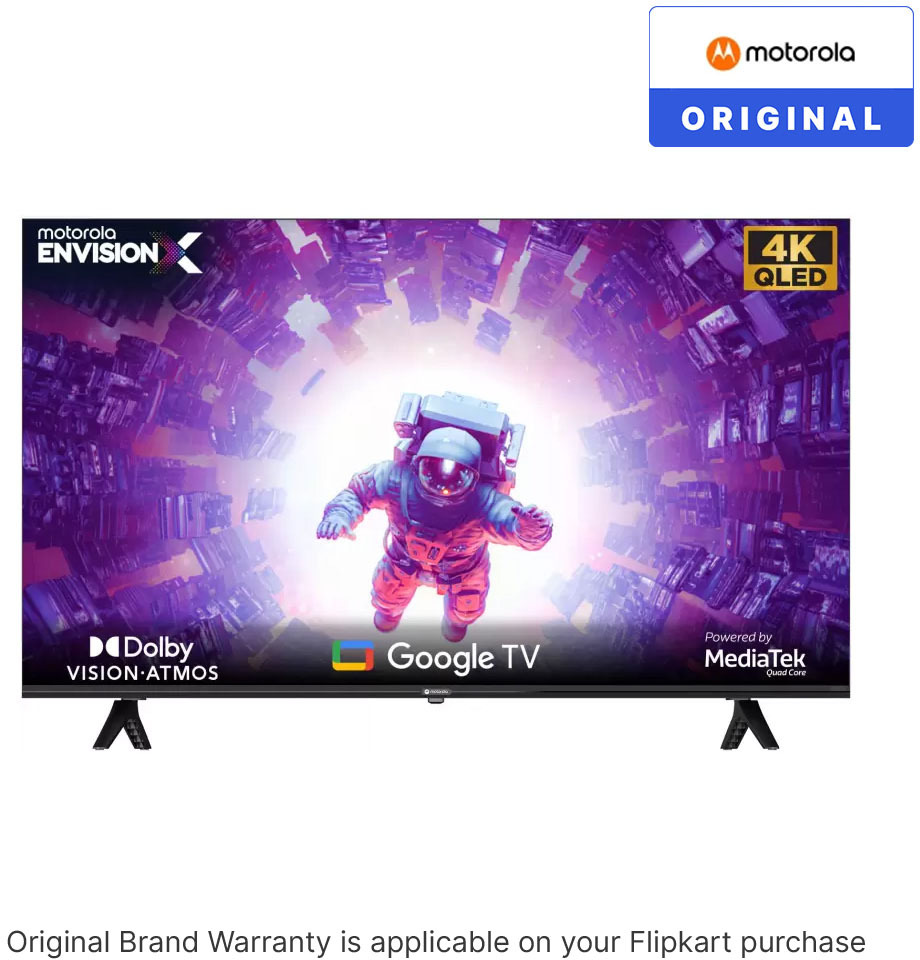 motorola
ORIGINAL
motorola
ENVISION X
4K
QLED
Dolby
VISION·ATMOS
Google TV
Powered by
MediaTek
Quad Core
motorola
Original Brand Warranty is applicable on your Flipkart purchase